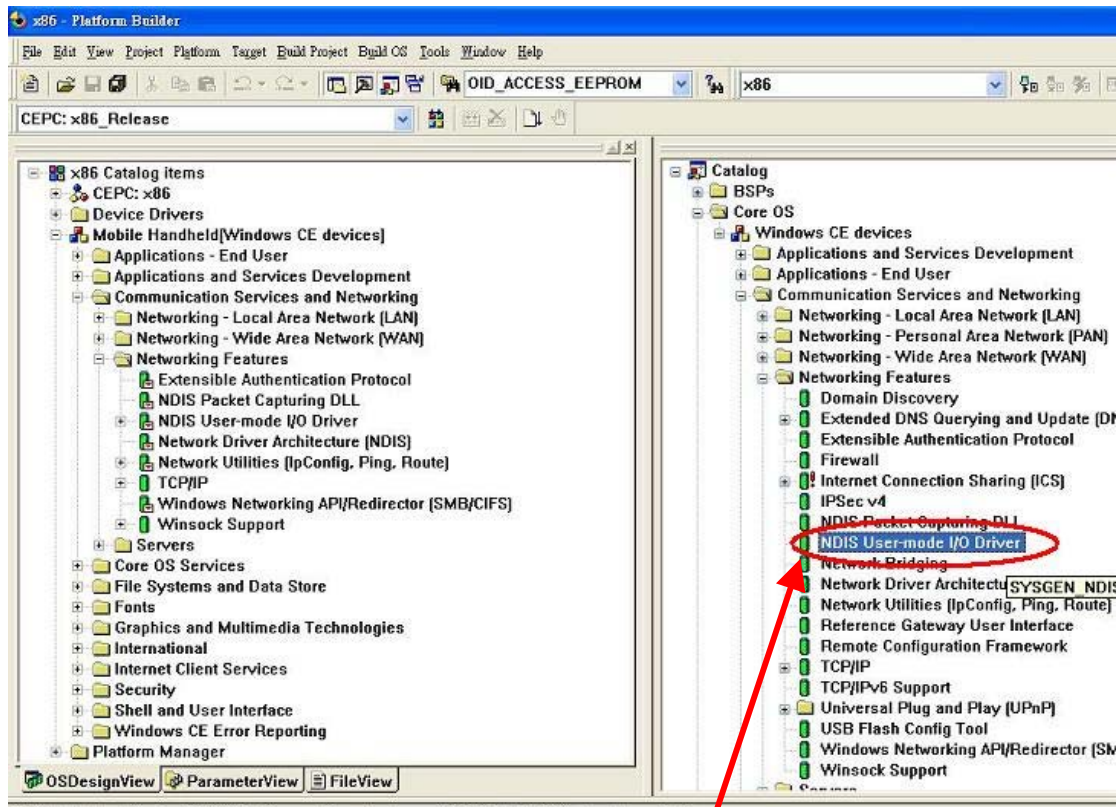 x86 - Platform Builder
File Edit View Project Platform Target Build Project Build OS Tools Window Help
OID_ACCESS_EEPROM x86
CEPC: x86_Release
x86 Catalog items
CEPC: x86
Device Drivers
Mobile Handheld[Windows CE devices]
Applications - End User
Applications and Services Development
Communication Services and Networking
Networking - Local Area Network (LAN)
Networking - Wide Area Network (WAN)
Networking Features
Extensible Authentication Protocol
NDIS Packet Capturing DLL
NDIS User-mode I/O Driver
Network Driver Architecture (NDIS)
Network Utilities (IpConfig, Ping, Route)
TCP/IP
Windows Networking API/Redirector (SMB/CIFS)
Winsock Support
Servers
Core OS Services
File Systems and Data Store
Fonts
Graphics and Multimedia Technologies
International
Internet Client Services
Security
Shell and User Interface
Windows CE Error Reporting
Platform Manager
OSDesignView ParameterView FileView
Catalog
BSPs
Core OS
Windows CE devices
Applications and Services Development
Applications - End User
Communication Services and Networking
Networking - Local Area Network (LAN)
Networking - Personal Area Network (PAN)
Networking - Wide Area Network (WAN)
Networking Features
Domain Discovery
Extended DNS Querying and Update (DN
Extensible Authentication Protocol
Firewall
Internet Connection Sharing (ICS)
IPSec v4
NDIS Packet Capturing DLL
NDIS User-mode I/O Driver
Network Bridging
Network Driver Architectu SYSGEN_NDIS
Network Utilities (IpConfig, Ping, Route)
Reference Gateway User Interface
Remote Configuration Framework
TCP/IP
TCP/IPv6 Support
Universal Plug and Play (UPnP)
USB Flash Config Tool
Windows Networking API/Redirector (SM
Winsock Support
Servers